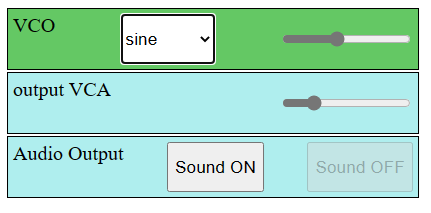 VCO sine
output VCA
Audio Output Sound ON Sound OFF